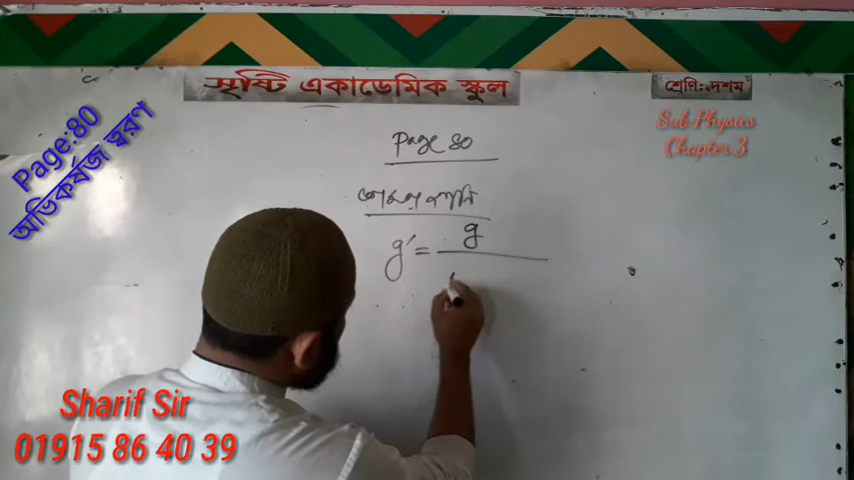 সৃষ্টি একাডেমিক স্কুল
শ্রেণি: দশম
Sub: Physics
Chapter: 3
Page: 80
অভিকর্ষজ ত্বরণ
Page 80
আমরা জানি
g' = g
Sharif Sir
01915 86 40 39